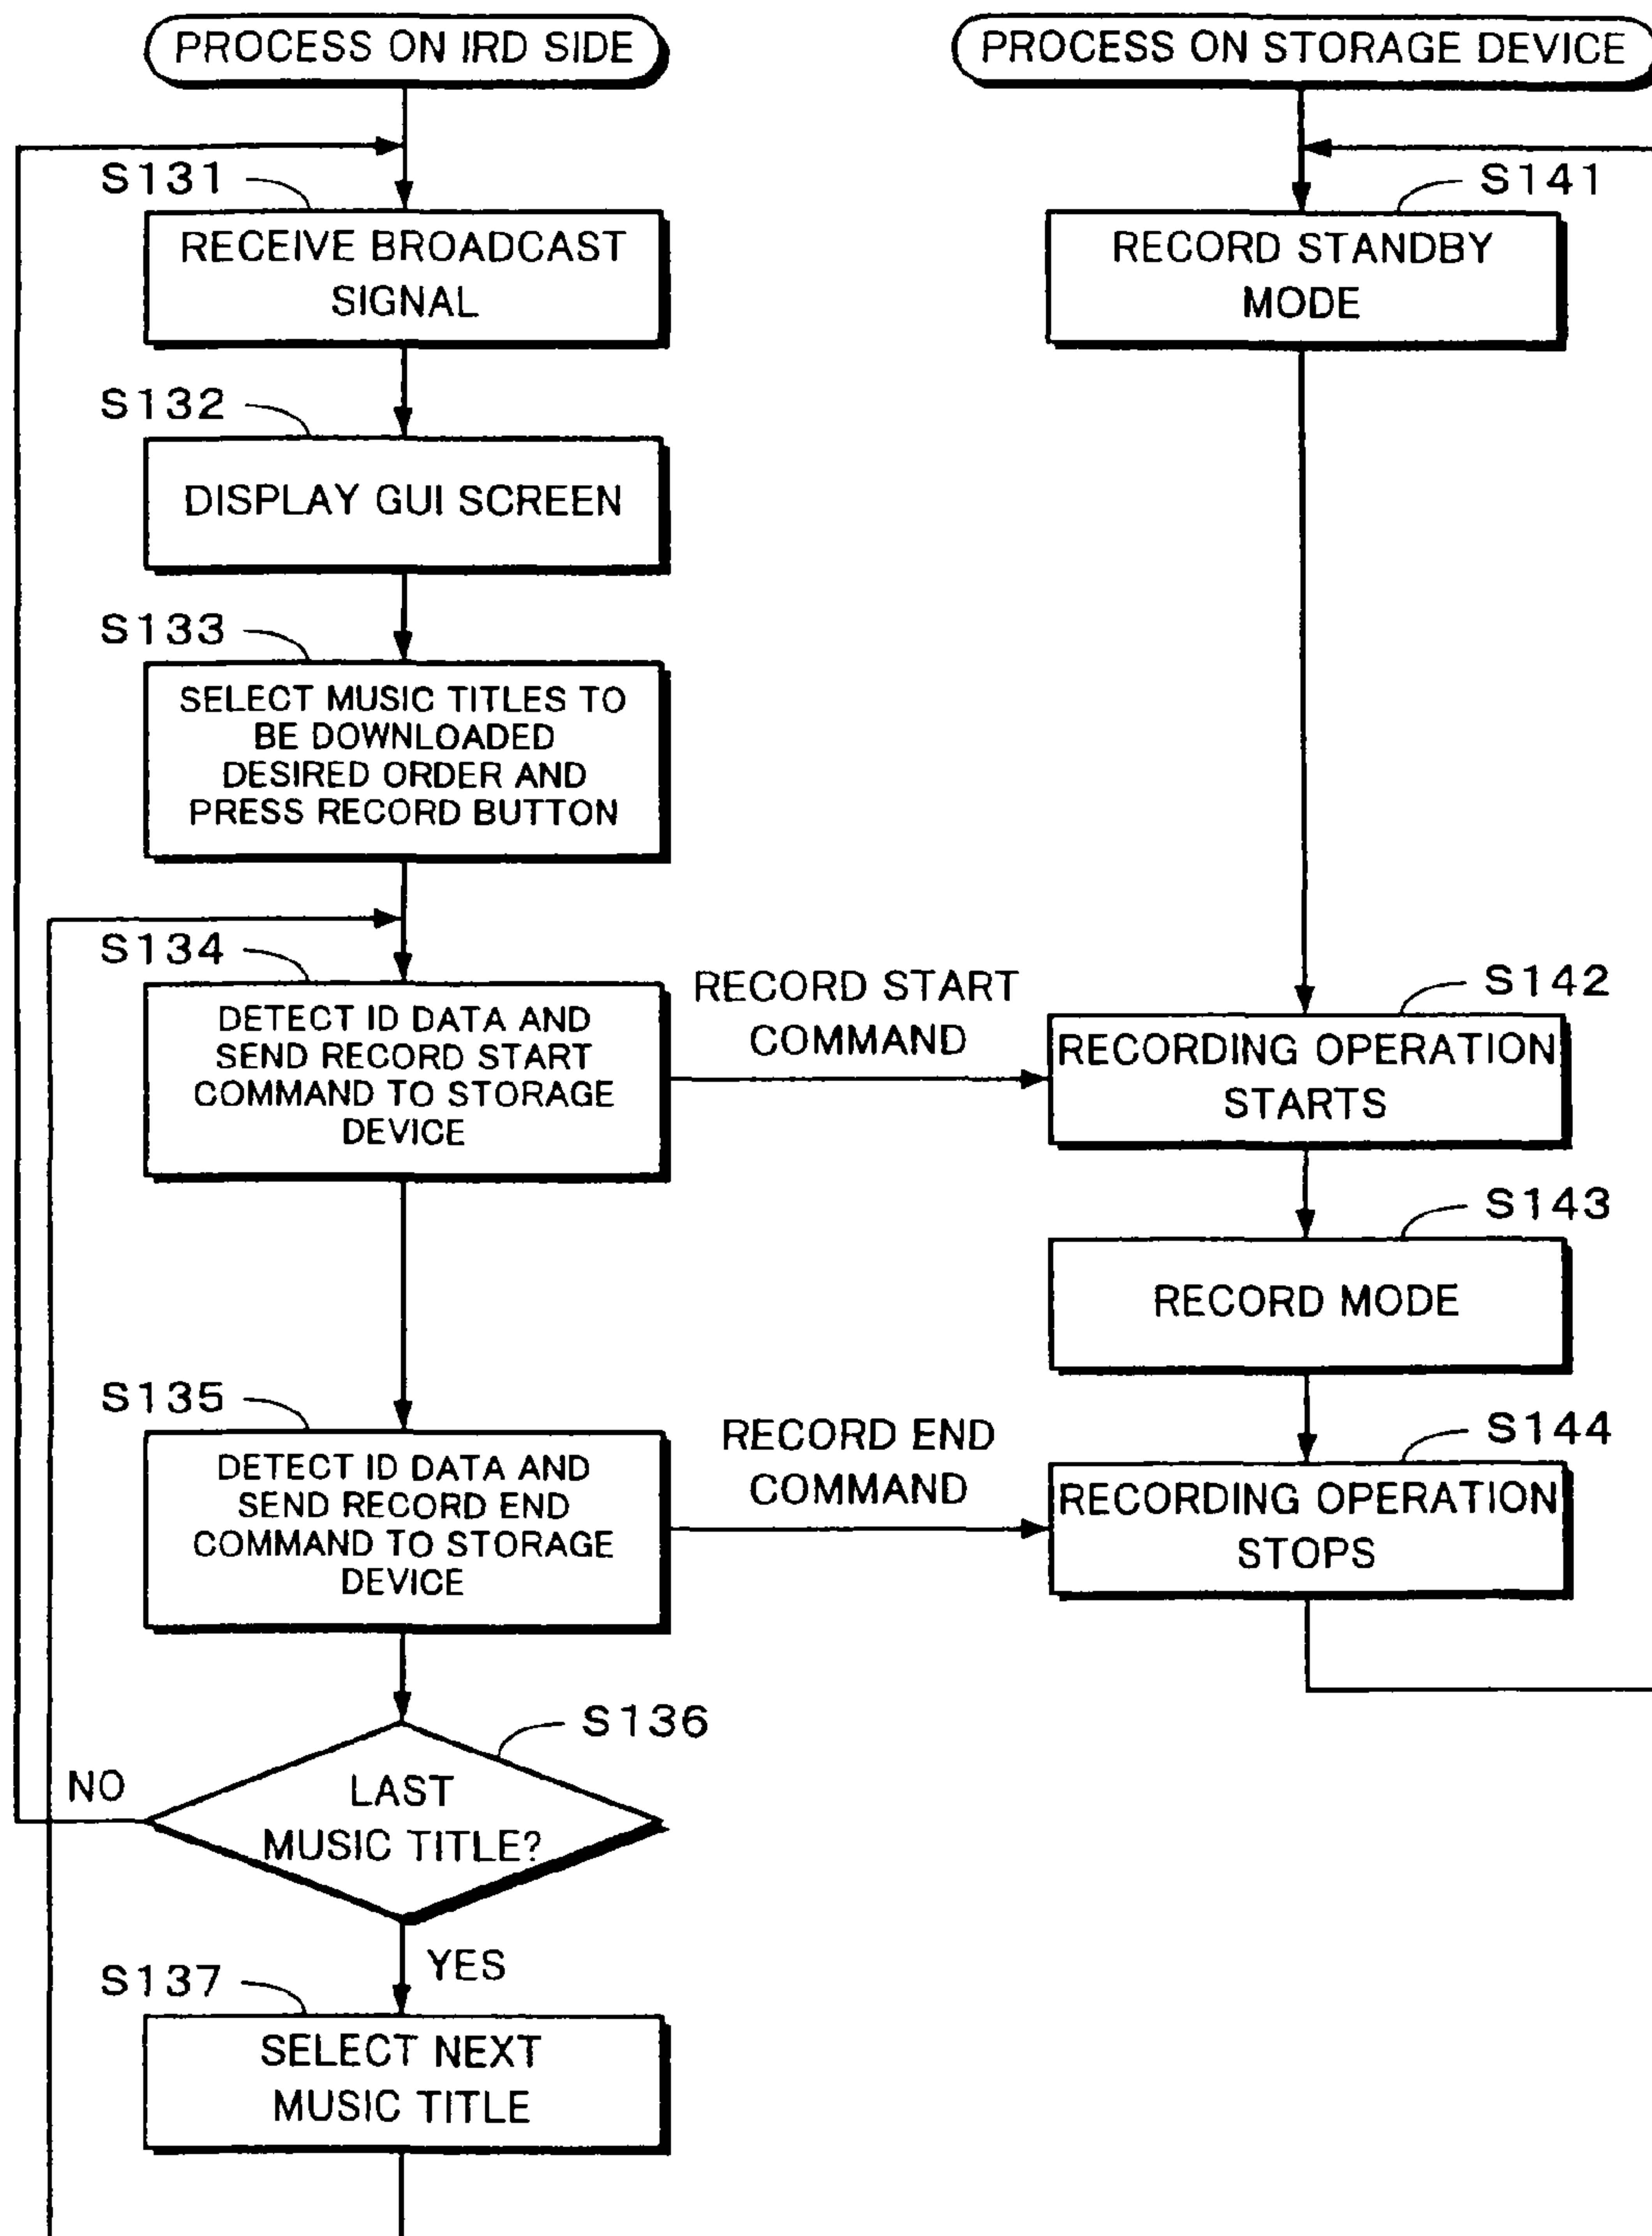 PROCESS ON IRD SIDE
S131
RECEIVE BROADCAST
SIGNAL
S132
DISPLAY GUI SCREEN
S133
SELECT MUSIC TITLES TO
BE DOWNLOADED
DESIRED ORDER AND
PRESS RECORD BUTTON
S134
DETECT ID DATA AND
SEND RECORD START
COMMAND TO STORAGE
DEVICE
RECORD START
COMMAND
S135
DETECT ID DATA AND
SEND RECORD END
COMMAND TO STORAGE
DEVICE
RECORD END
COMMAND
S136
LAST
MUSIC TITLE?
NO
YES
S137
SELECT NEXT
MUSIC TITLE
PROCESS ON STORAGE DEVICE
S141
RECORD STANDBY
MODE
S142
RECORDING OPERATION
STARTS
S143
RECORD MODE
S144
RECORDING OPERATION
STOPS